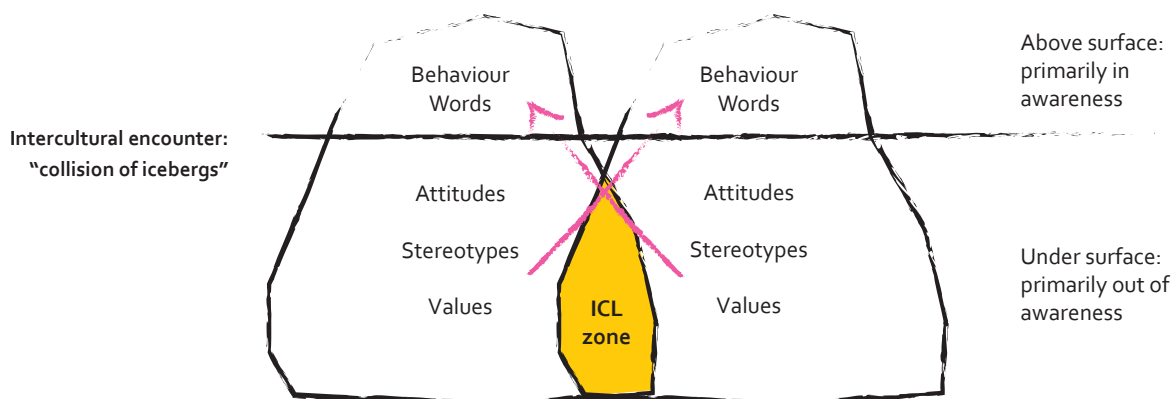 Above surface:
primarily in
awareness
Behaviour
Words
Behaviour
Words
Intercultural encounter:
“collision of icebergs”
Attitudes
Stereotypes
Values
ICL
zone
Attitudes
Stereotypes
Values
Under surface:
primarily out of
awareness